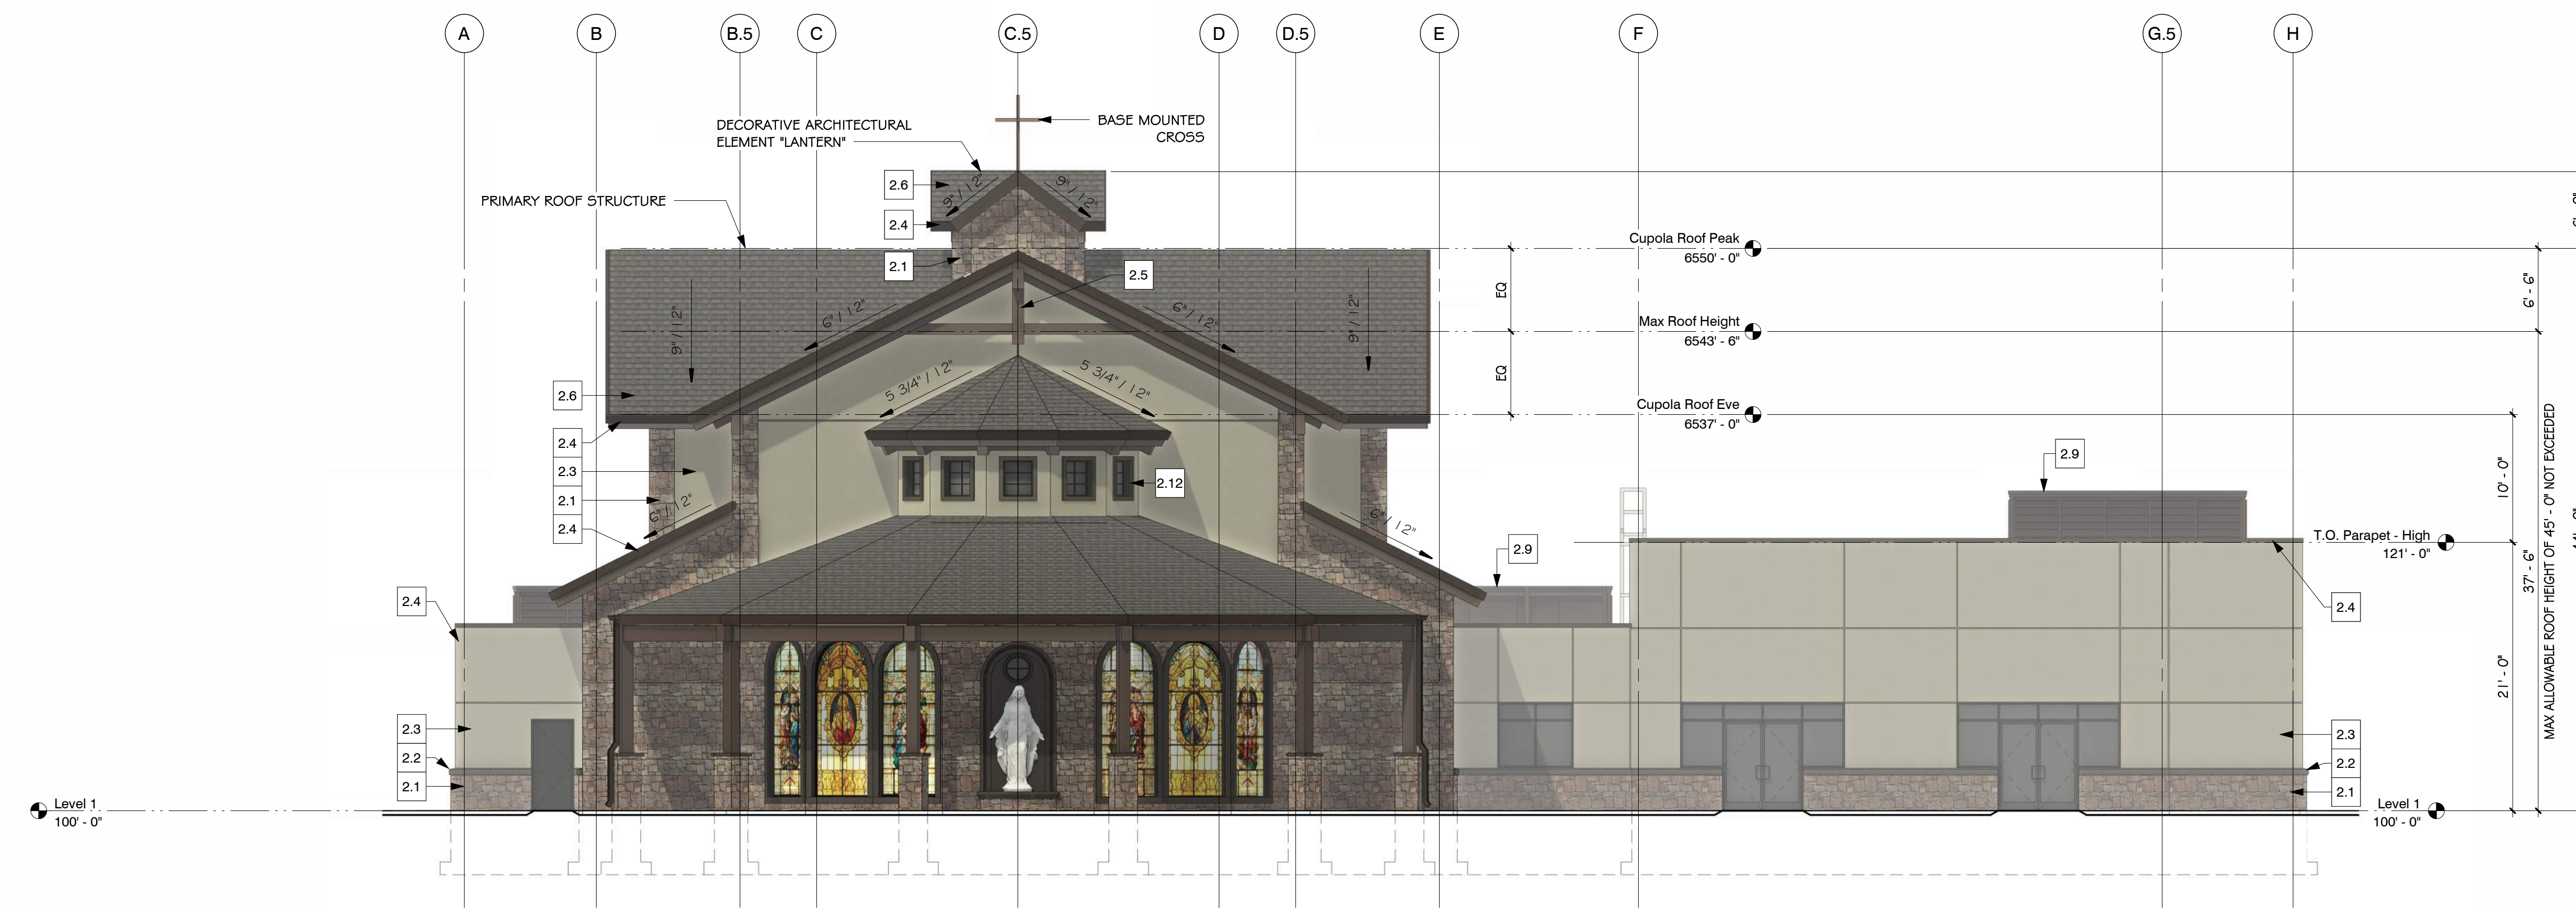 A B B.5 C C.5 D D.5 E F G.5 H
DECORATIVE ARCHITECTURAL
ELEMENT "LANTERN"
BASE MOUNTED
CROSS
PRIMARY ROOF STRUCTURE
2.6
9" / 12"
9" / 12"
2.4
2.1
2.5
Cupola Roof Peak
6550' - 0"
EQ
6' - 6"
9" / 12"
6" / 12"
6" / 12"
9" / 12"
Max Roof Height
6543' - 6"
EQ
5 3/4" / 12"
5 3/4" / 12"
2.6
Cupola Roof Eve
6537' - 0"
2.4
2.3
2.1
2.4
6" / 12"
2.12
6" / 12"
2.9
2.9
10' - 0"
T.O. Parapet - High
121' - 0"
37' - 6"
MAX ALLOWABLE ROOF HEIGHT OF 45' - 0" NOT EXCEEDED
2.4
2.4
21' - 0"
2.3
2.2
2.1
2.3
2.2
2.1
Level 1
100' - 0"
Level 1
100' - 0"